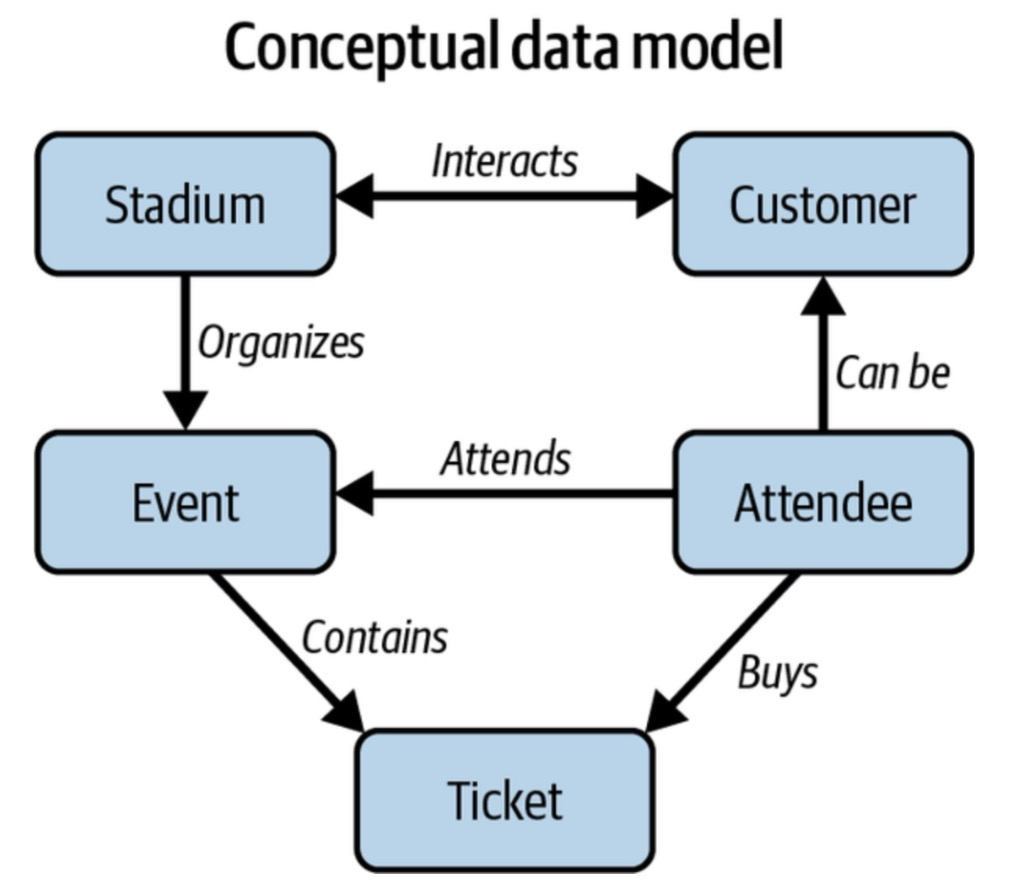 Conceptual data model
Interacts
Stadium
Customer
Organizes
Can be
Attends
Event
Attendee
Contains
Buys
Ticket